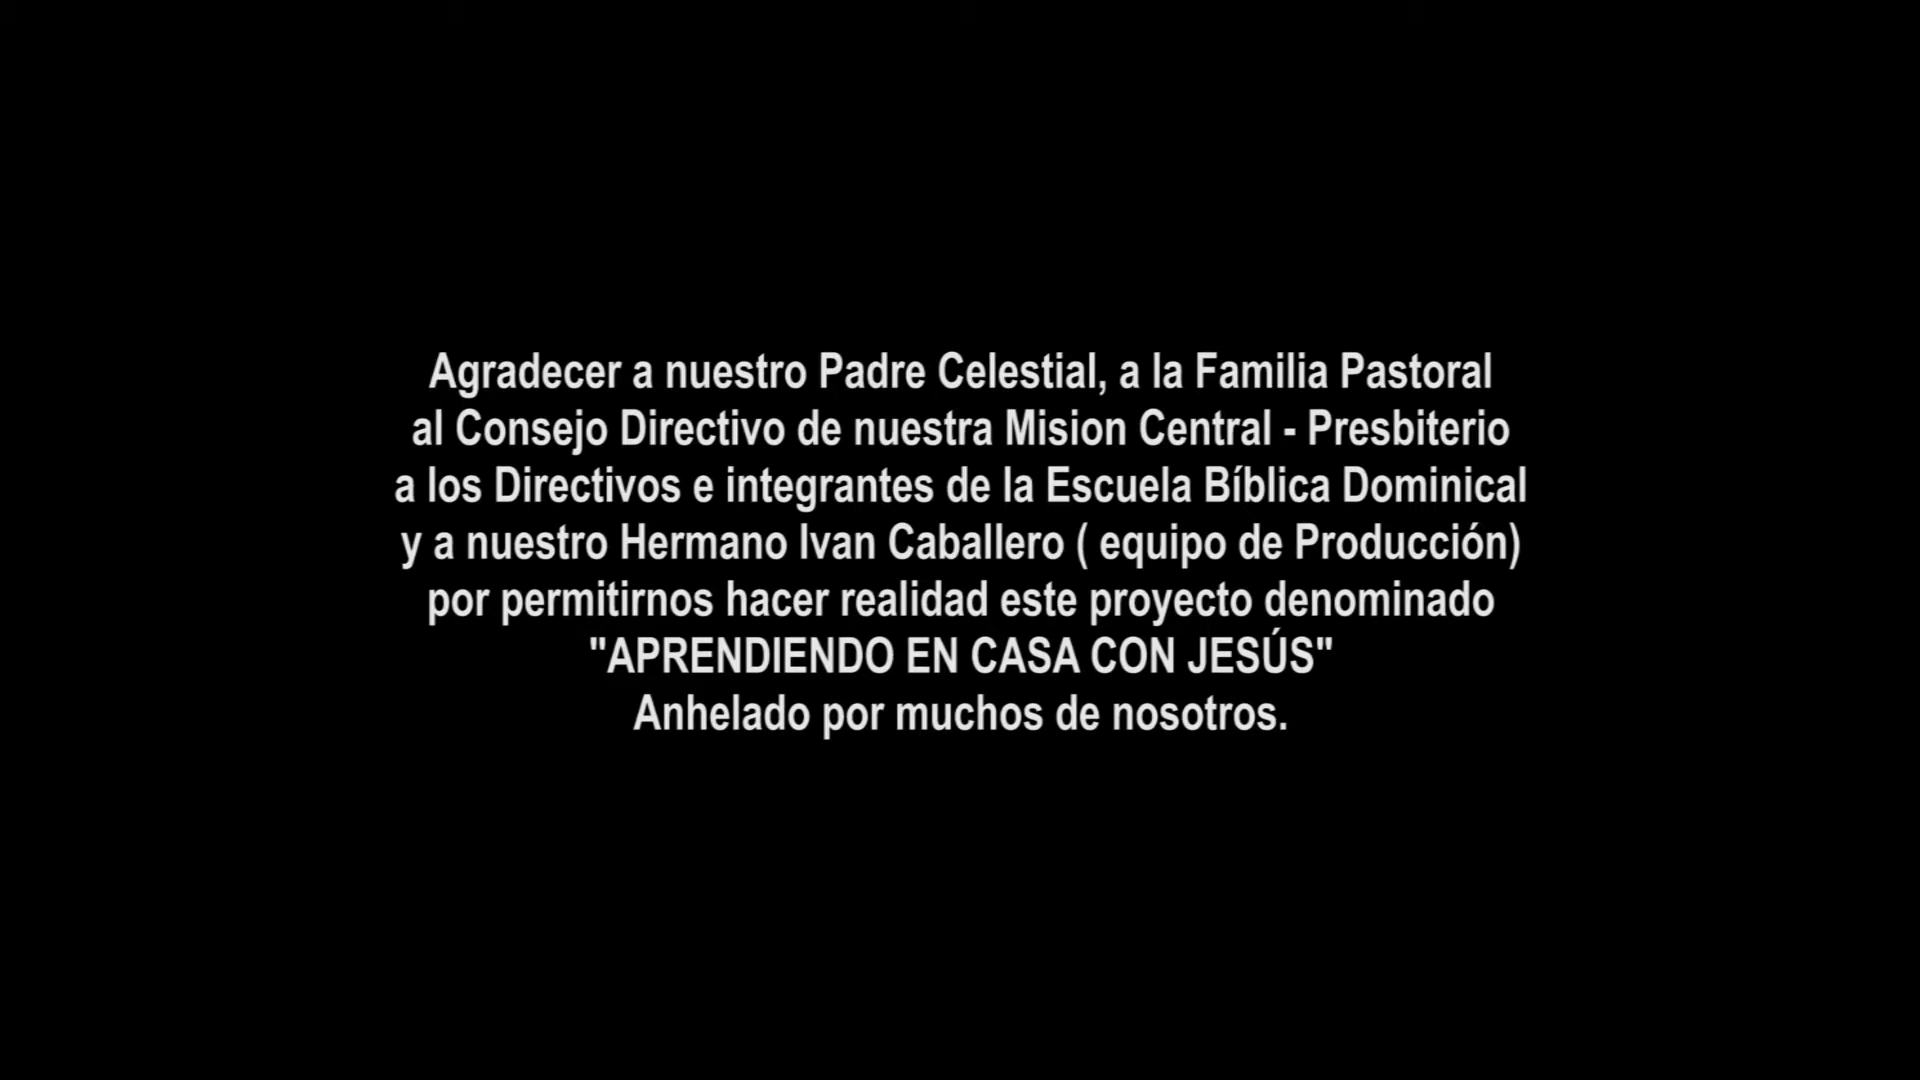 Agradecer a nuestro Padre Celestial, a la Familia Pastoral
al Consejo Directivo de nuestra Mision Central - Presbiterio
a los Directivos e integrantes de la Escuela Bíblica Dominical
y a nuestro Hermano Ivan Caballero ( equipo de Producción)
por permitirnos hacer realidad este proyecto denominado
"APRENDIENDO EN CASA CON JESÚS"
Anhelado por muchos de nosotros.